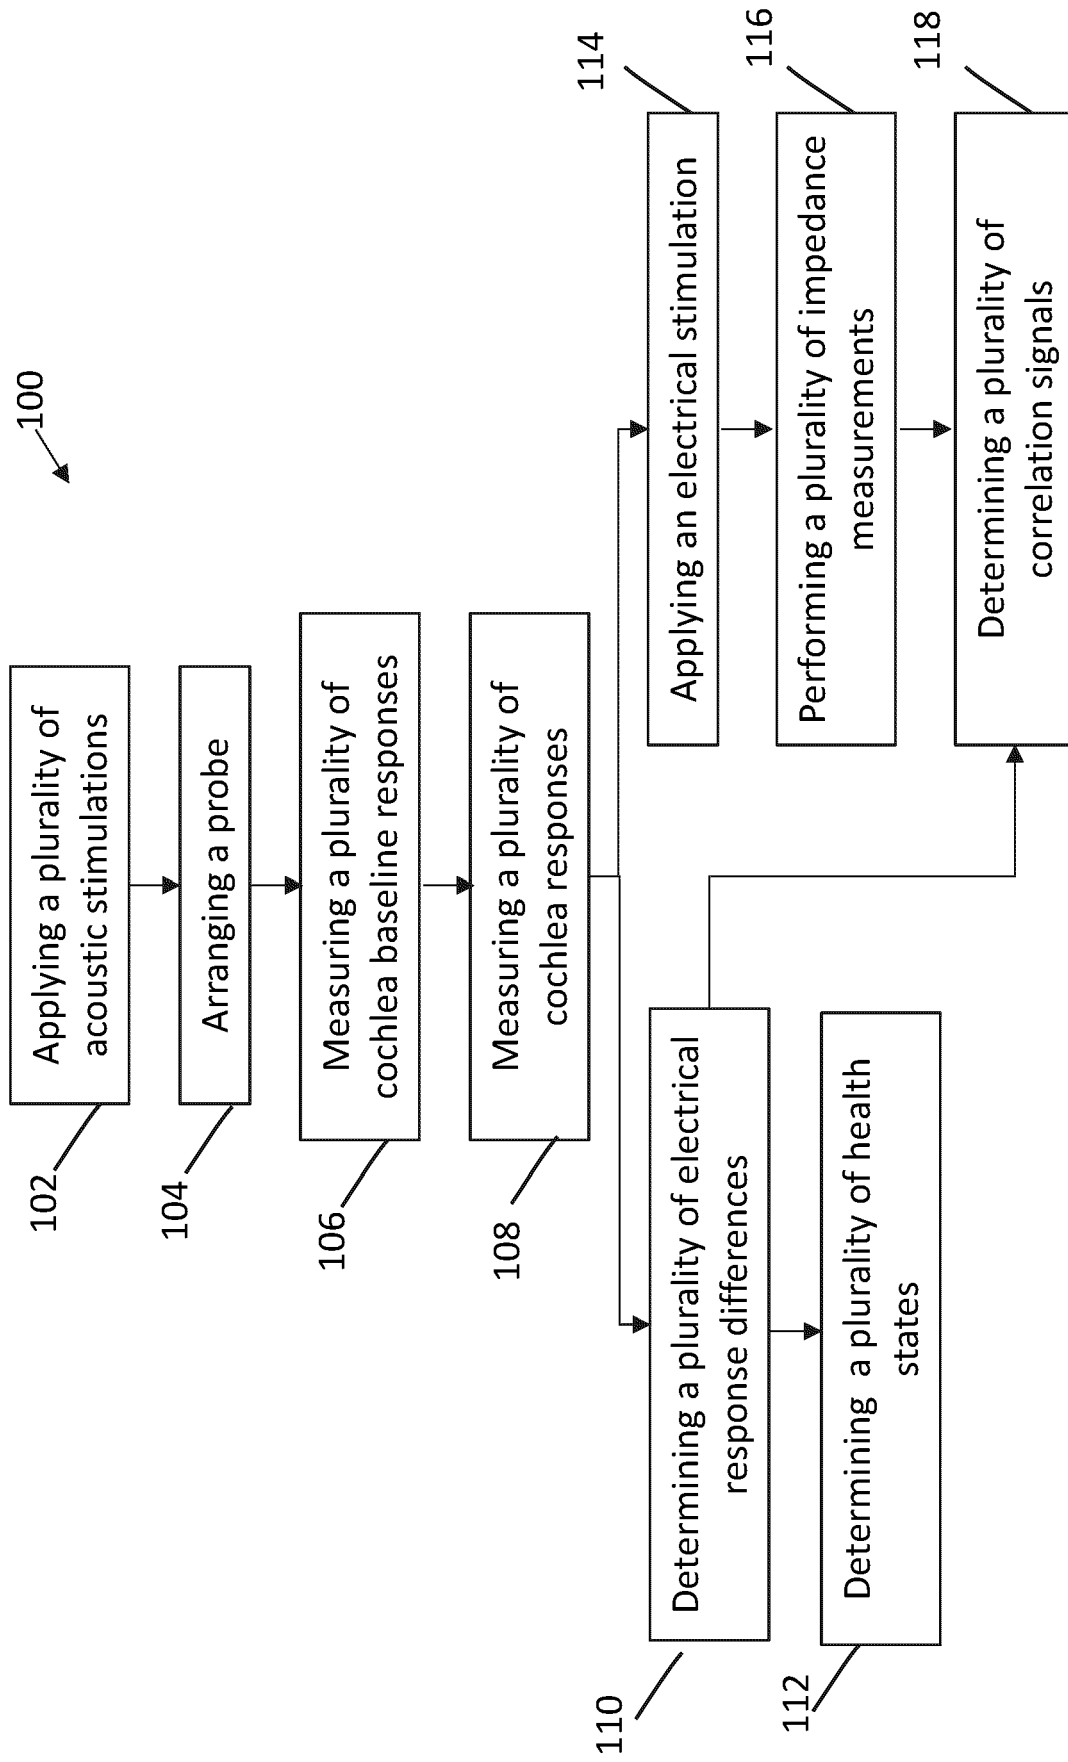 100
102
Applying a plurality of
acoustic stimulations
104
Arranging a probe
106
Measuring a plurality of
cochlea baseline responses
108
Measuring a plurality of
cochlea responses
110
Determining a plurality of electrical
response differences
112
Determining a plurality of health
states
114
Applying an electrical stimulation
116
Performing a plurality of impedance
measurements
118
Determining a plurality of
correlation signals